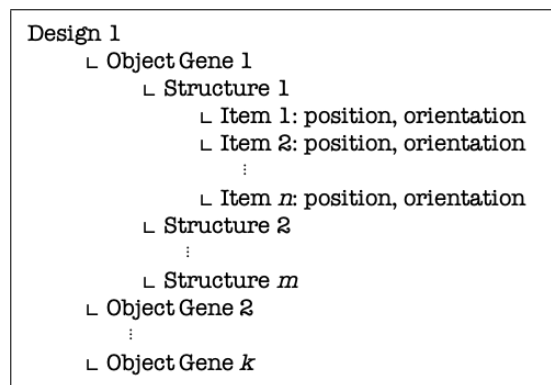 Design 1
∟ Object Gene 1
∟ Structure 1
∟ Item 1: position, orientation
∟ Item 2: position, orientation
⋮
∟ Item n: position, orientation
∟ Structure 2
⋮
∟ Structure m
∟ Object Gene 2
⋮
∟ Object Gene k